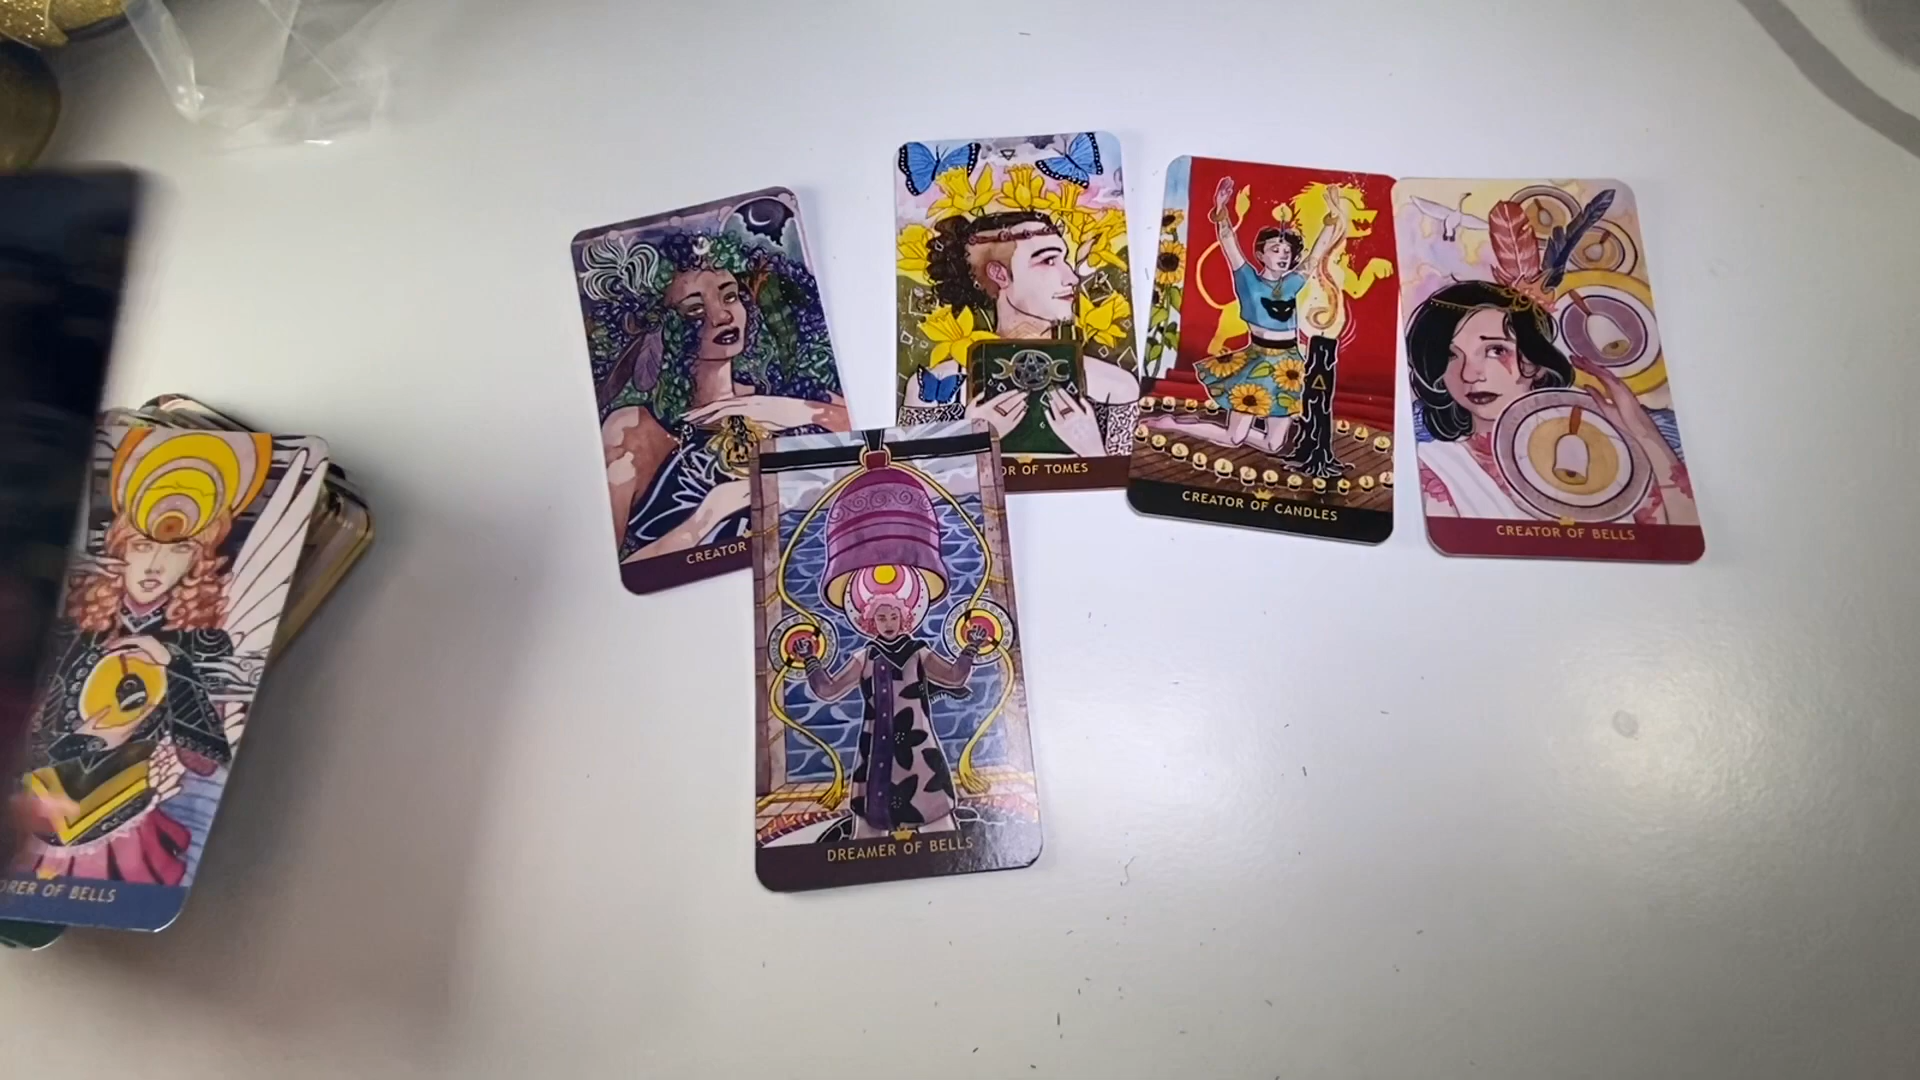 CREATOR
OR OF TOMES
CREATOR OF CANDLES
CREATOR OF BELLS
DREAMER OF BELLS
ORER OF BELLS